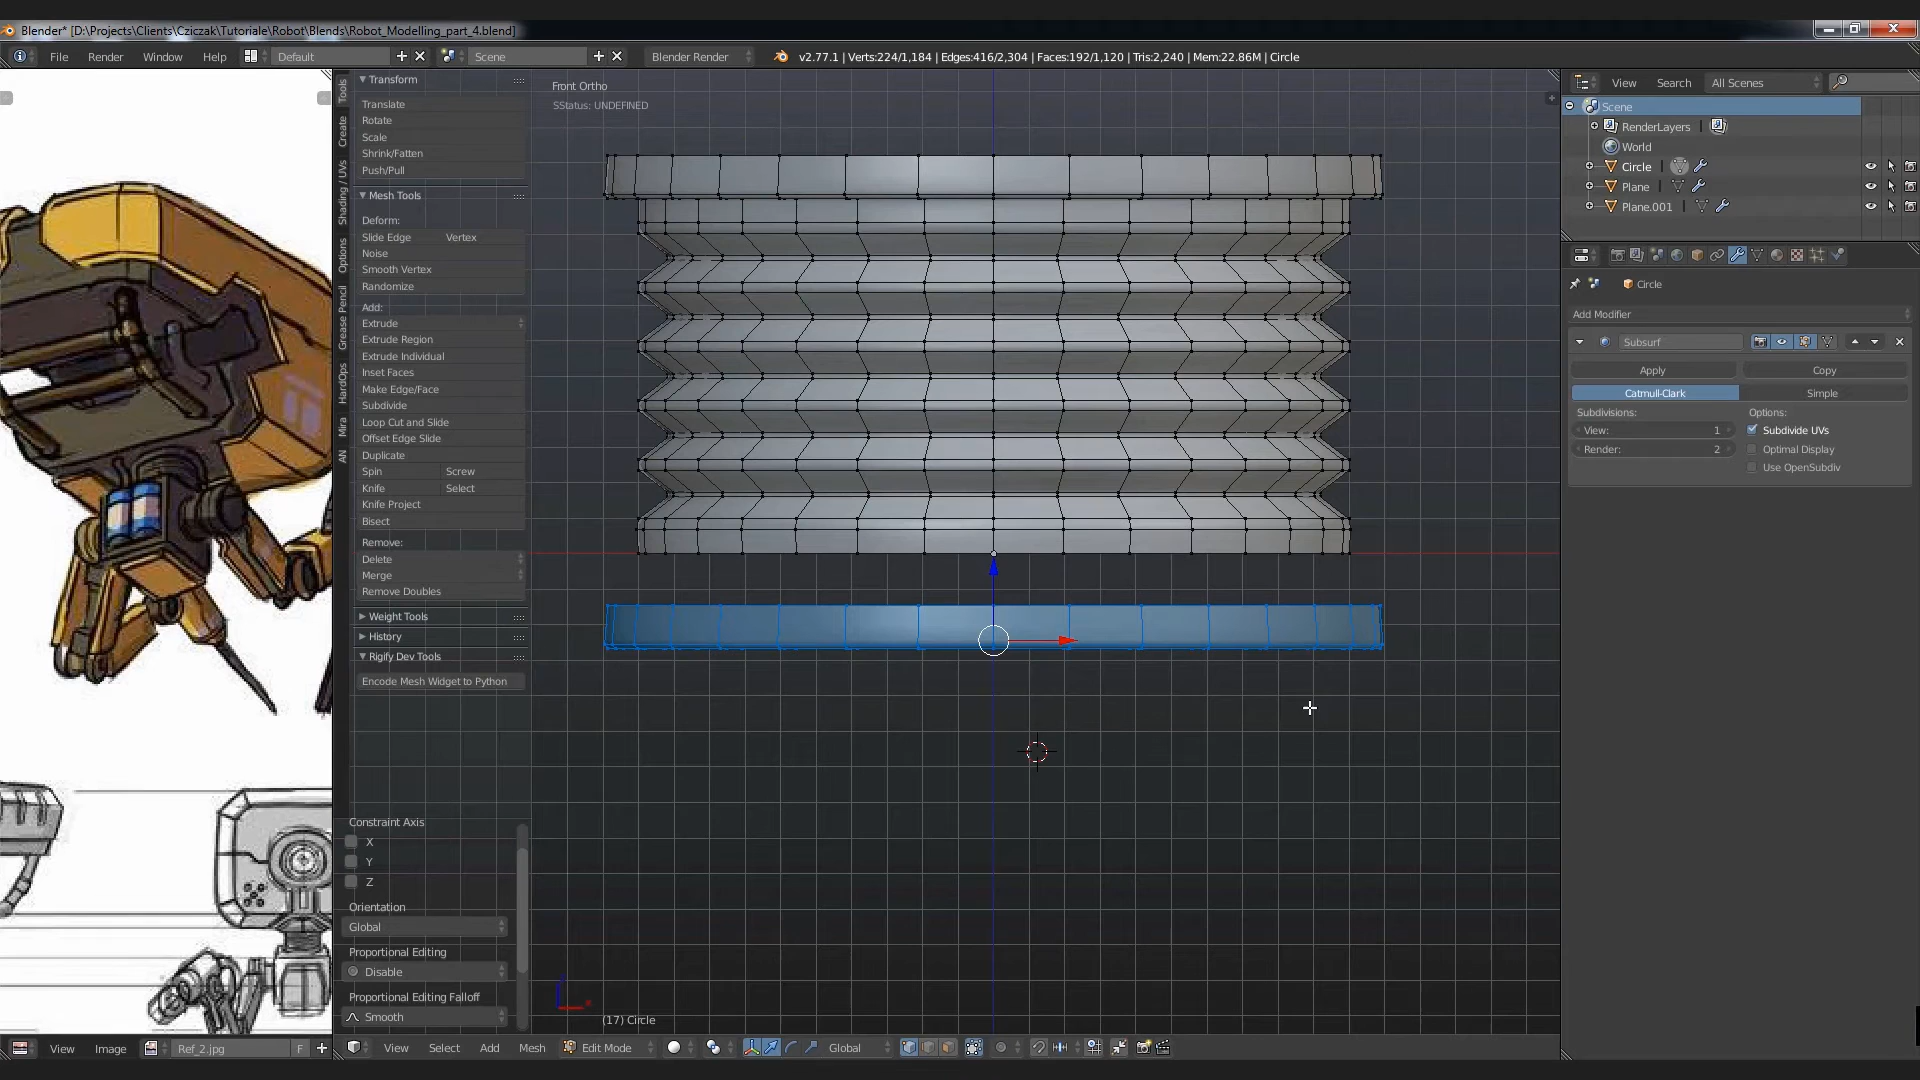 Blender* [D:\Projects\Clients\Cziczak\Tutoriale\Robot\Blends\Robot_Modelling_part_4.blend]
File Render Window Help Default Scene Blender Render v2.77.1 | Verts:224/1,184 | Edges:416/2,304 | Faces:192/1,120 | Tris:2,240 | Mem:22.86M | Circle
Tools
Create
Shading / UVs
Options
Grease Pencil
HardOps
Mira
AN
Transform
Translate
Rotate
Scale
Shrink/Fatten
Push/Pull
Mesh Tools
Deform:
Slide Edge Vertex
Noise
Smooth Vertex
Randomize
Add:
Extrude
Extrude Region
Extrude Individual
Inset Faces
Make Edge/Face
Subdivide
Loop Cut and Slide
Offset Edge Slide
Duplicate
Spin Screw
Knife Select
Knife Project
Bisect
Remove:
Delete
Merge
Remove Doubles
Weight Tools
History
Rigify Dev Tools
Encode Mesh Widget to Python
Constraint Axis
X
Y
Z
Orientation
Global
Proportional Editing
Disable
Proportional Editing Falloff
Smooth
Front Ortho
SStatus: UNDEFINED
(17) Circle
View Search All Scenes
Scene
RenderLayers |
World
Circle |
Plane |
Plane.001 |
Circle
Add Modifier
Subsurf
Apply Copy
Catmull-Clark Simple
Subdivisions: Options:
View: 1 Subdivide UVs
Render: 2 Optimal Display
Use OpenSubdiv
View Image Ref_2.jpg F
View Select Add Mesh Edit Mode Global